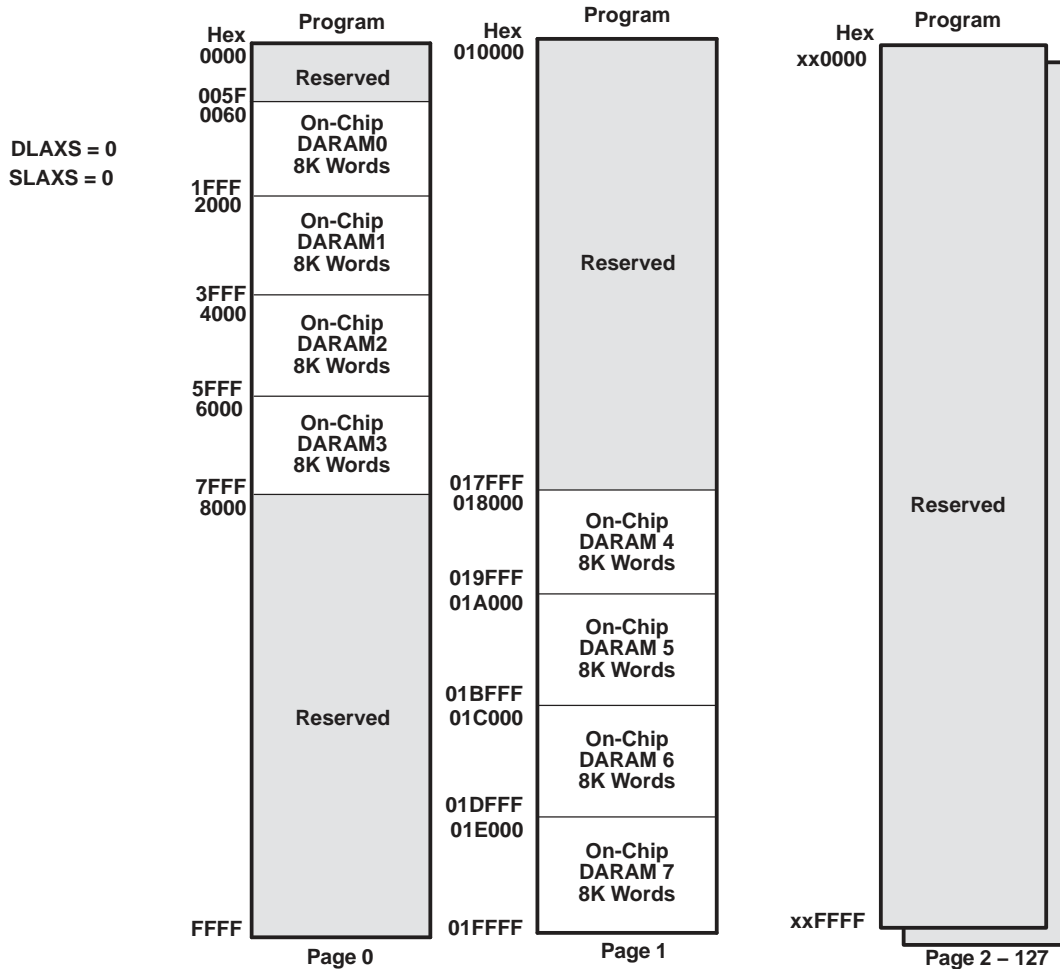 DLAXS = 0
SLAXS = 0
Program
Hex
0000
Reserved
005F
0060
On-Chip
DARAM0
8K Words
1FFF
2000
On-Chip
DARAM1
8K Words
3FFF
4000
On-Chip
DARAM2
8K Words
5FFF
6000
On-Chip
DARAM3
8K Words
7FFF
8000
Reserved
FFFF
Page 0
Program
Hex
010000
Reserved
017FFF
018000
On-Chip
DARAM 4
8K Words
019FFF
01A000
On-Chip
DARAM 5
8K Words
01BFFF
01C000
On-Chip
DARAM 6
8K Words
01DFFF
01E000
On-Chip
DARAM 7
8K Words
01FFFF
Page 1
Program
Hex
xx0000
Reserved
xxFFFF
Page 2 – 127